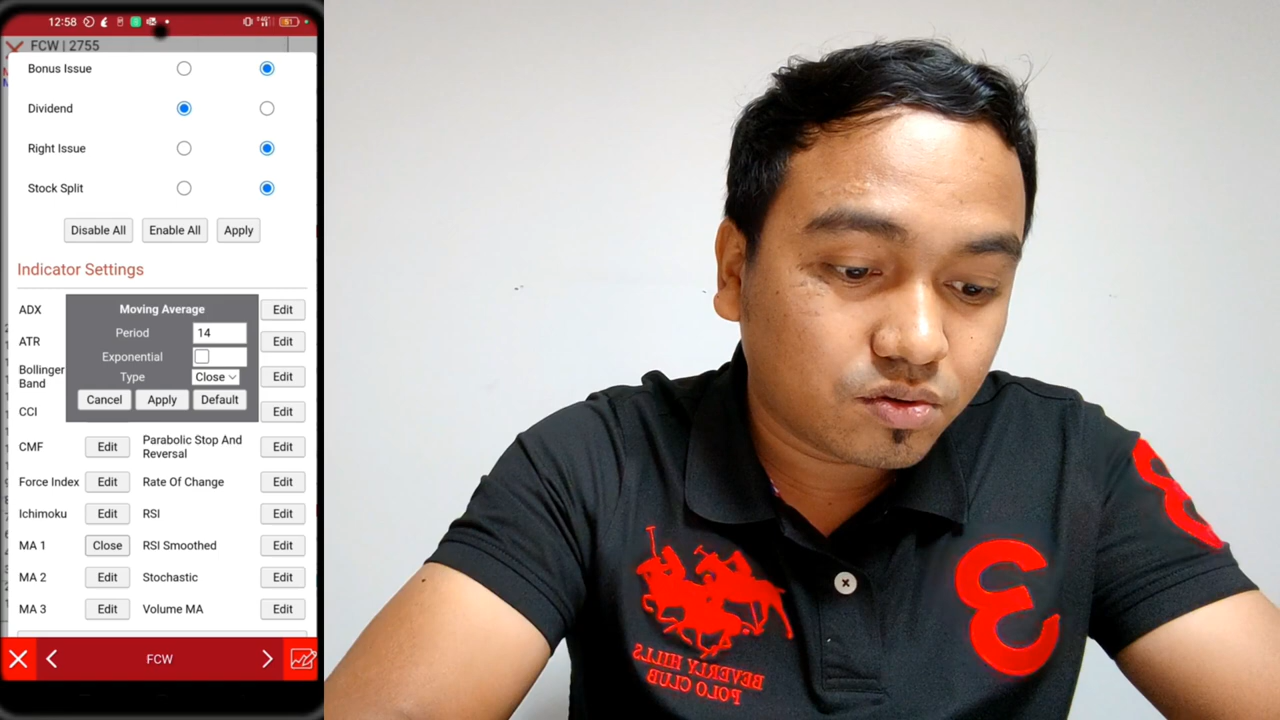 12:58
51
FCW | 2755
Bonus Issue
Dividend
Right Issue
Stock Split
Disable All Enable All Apply
Indicator Settings
ADX Edit
ATR Edit
Bollinger
Band Edit
CCI Edit
Moving Average
Period 14
Exponential
Type Close
Cancel Apply Default
CMF Edit Parabolic Stop And
Reversal Edit
Force Index Edit Rate Of Change Edit
Ichimoku Edit RSI Edit
MA 1 Close RSI Smoothed Edit
MA 2 Edit Stochastic Edit
MA 3 Edit Volume MA Edit
FCW
BEVERLY HILLS
POLO CLUB
3